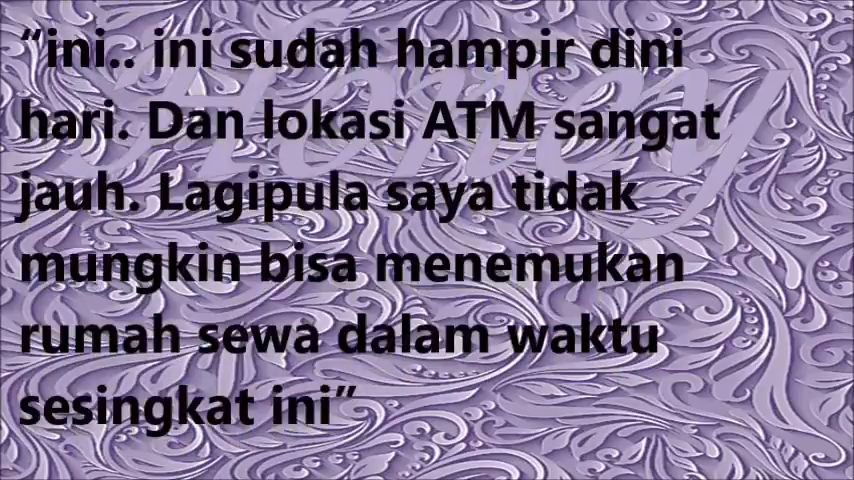 Honey
“ini.. ini sudah hampir dini
hari. Dan lokasi ATM sangat
jauh. Lagipula saya tidak
mungkin bisa menemukan
rumah sewa dalam waktu
sesingkat ini”